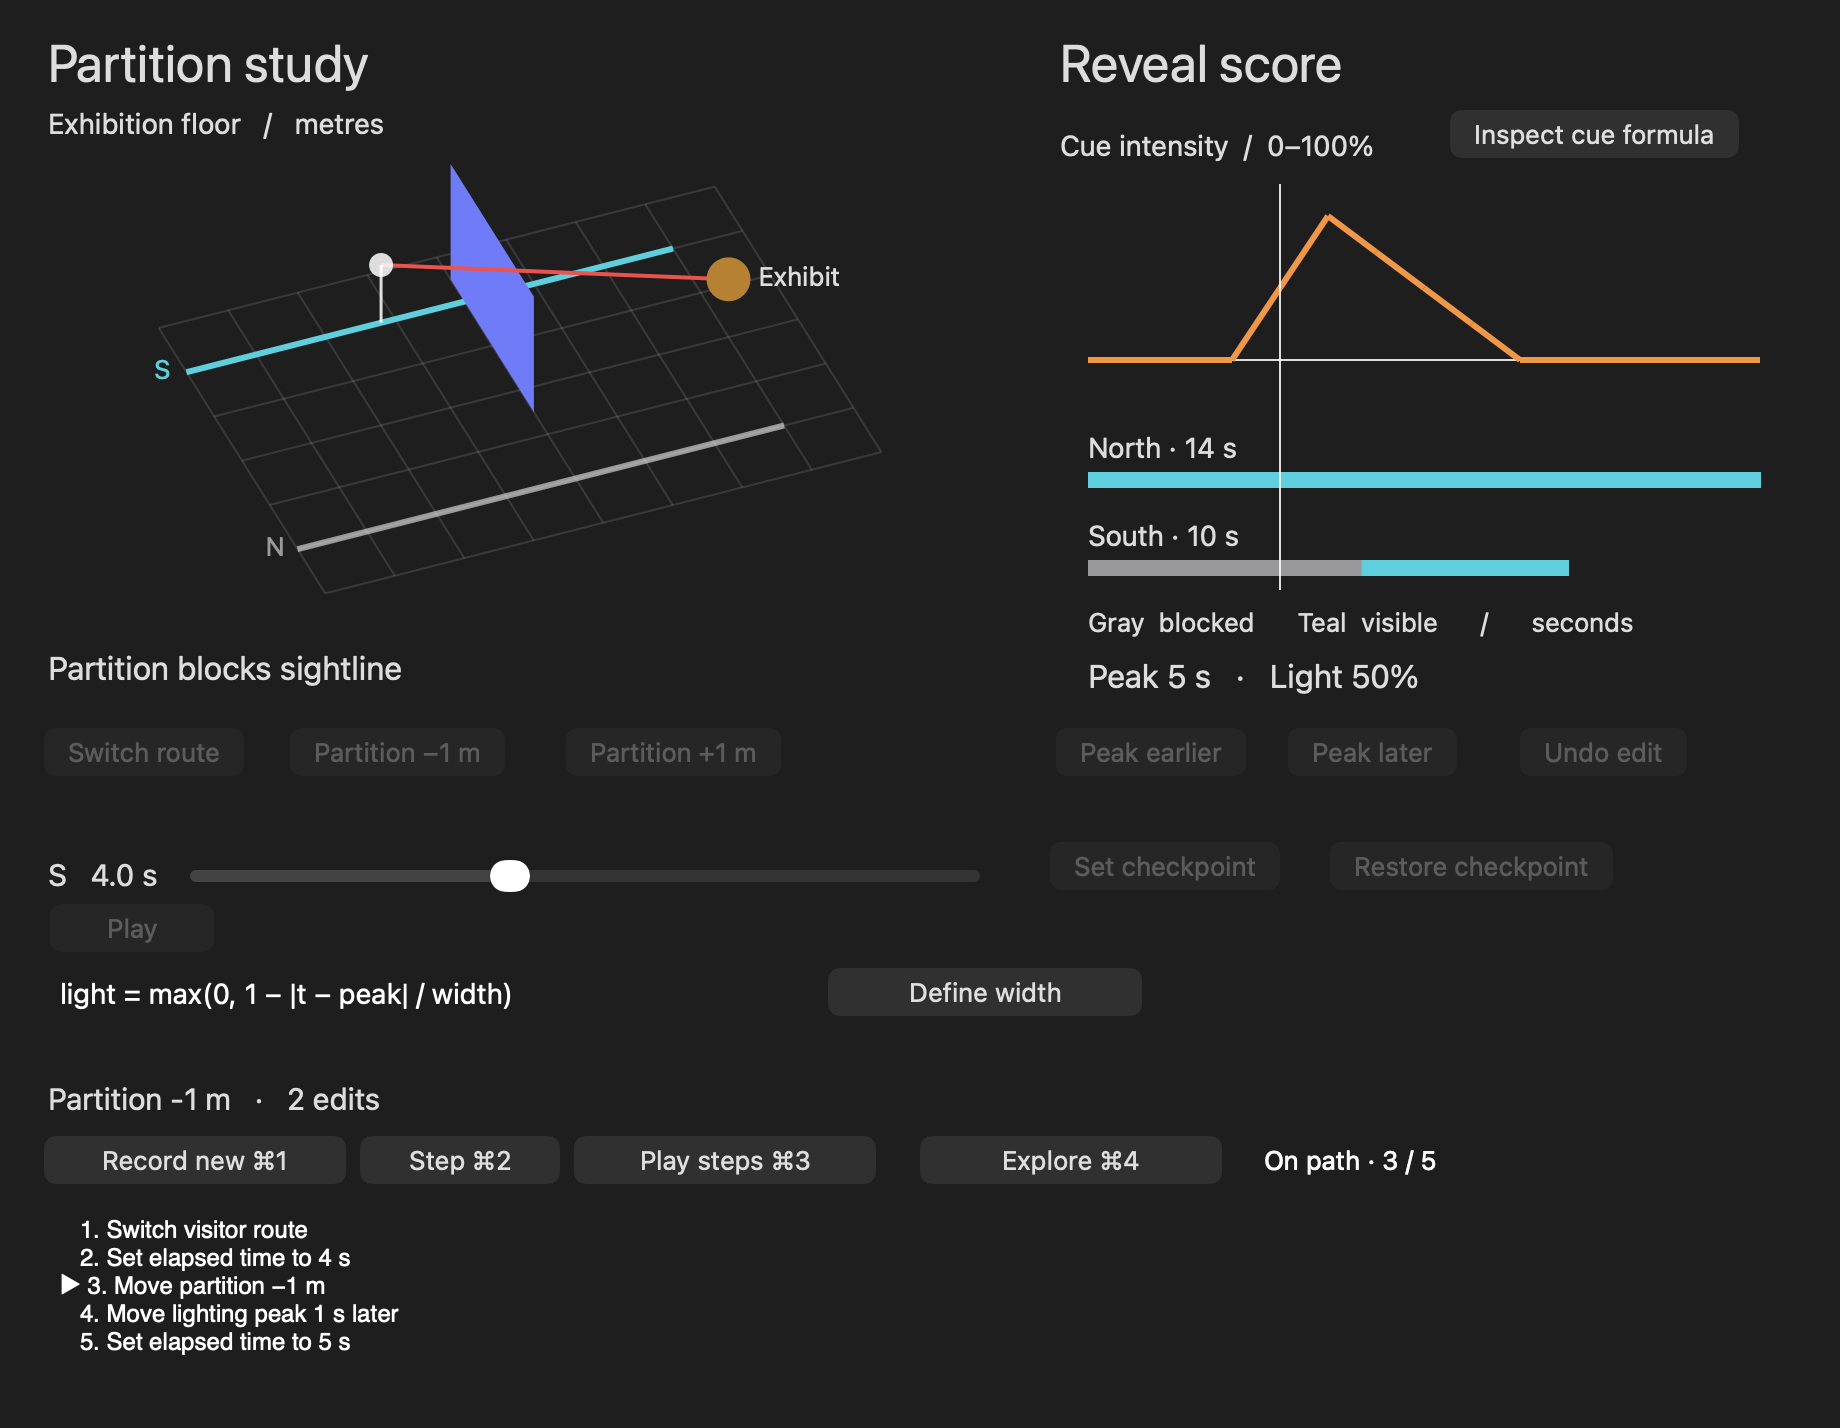 Partition study
Exhibition floor / metres
Exhibit
S
N
Partition blocks sightline
Switch route
Partition –1 m
Partition +1 m
S 4.0 s
Play
light = max(0, 1 – |t – peak| / width)
Define width
Reveal score
Cue intensity / 0–100%
Inspect cue formula
North · 14 s
South · 10 s
Gray blocked Teal visible / seconds
Peak 5 s · Light 50%
Peak earlier
Peak later
Undo edit
Set checkpoint
Restore checkpoint
Partition -1 m · 2 edits
Record new ⌘1
Step ⌘2
Play steps ⌘3
Explore ⌘4
On path · 3 / 5
1. Switch visitor route
2. Set elapsed time to 4 s
▶ 3. Move partition –1 m
4. Move lighting peak 1 s later
5. Set elapsed time to 5 s